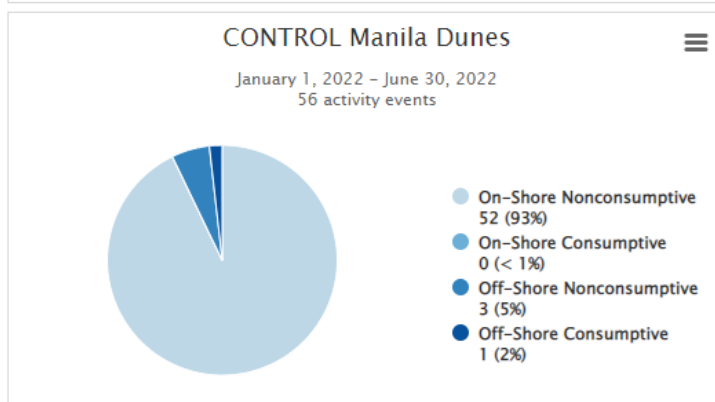 CONTROL Manila Dunes
January 1, 2022 – June 30, 2022
56 activity events
On-Shore Nonconsumptive
52 (93%)
On-Shore Consumptive
0 (< 1%)
Off-Shore Nonconsumptive
3 (5%)
Off-Shore Consumptive
1 (2%)